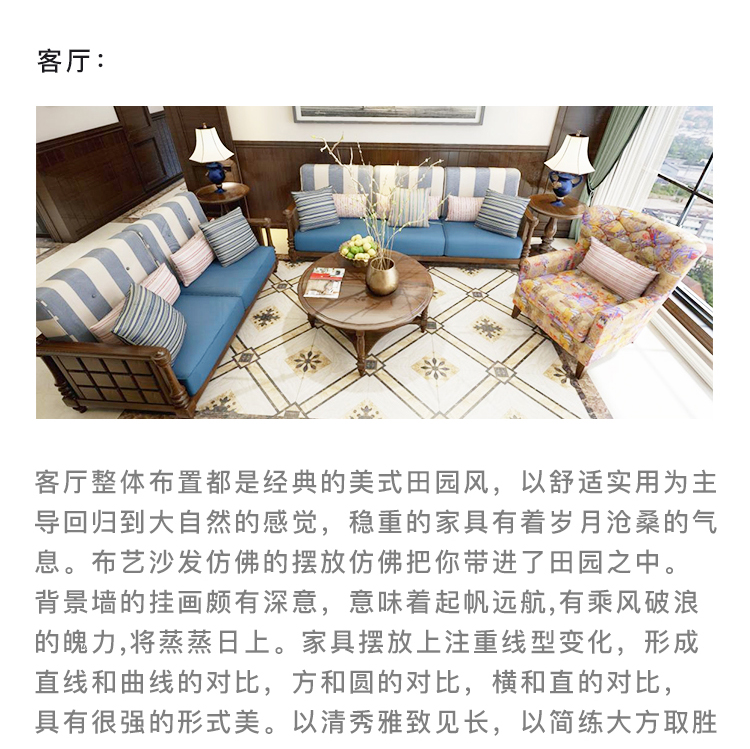 客厅：
客厅整体布置都是经典的美式田园风，以舒适实用为主
导回归到大自然的感觉，稳重的家具有着岁月沧桑的气
息。布艺沙发仿佛的摆放仿佛把你带进了田园之中。
背景墙的挂画颇有深意，意味着起帆远航,有乘风破浪
的魄力,将蒸蒸日上。家具摆放上注重线型变化，形成
直线和曲线的对比，方和圆的对比，横和直的对比，
具有很强的形式美。以清秀雅致见长，以简练大方取胜